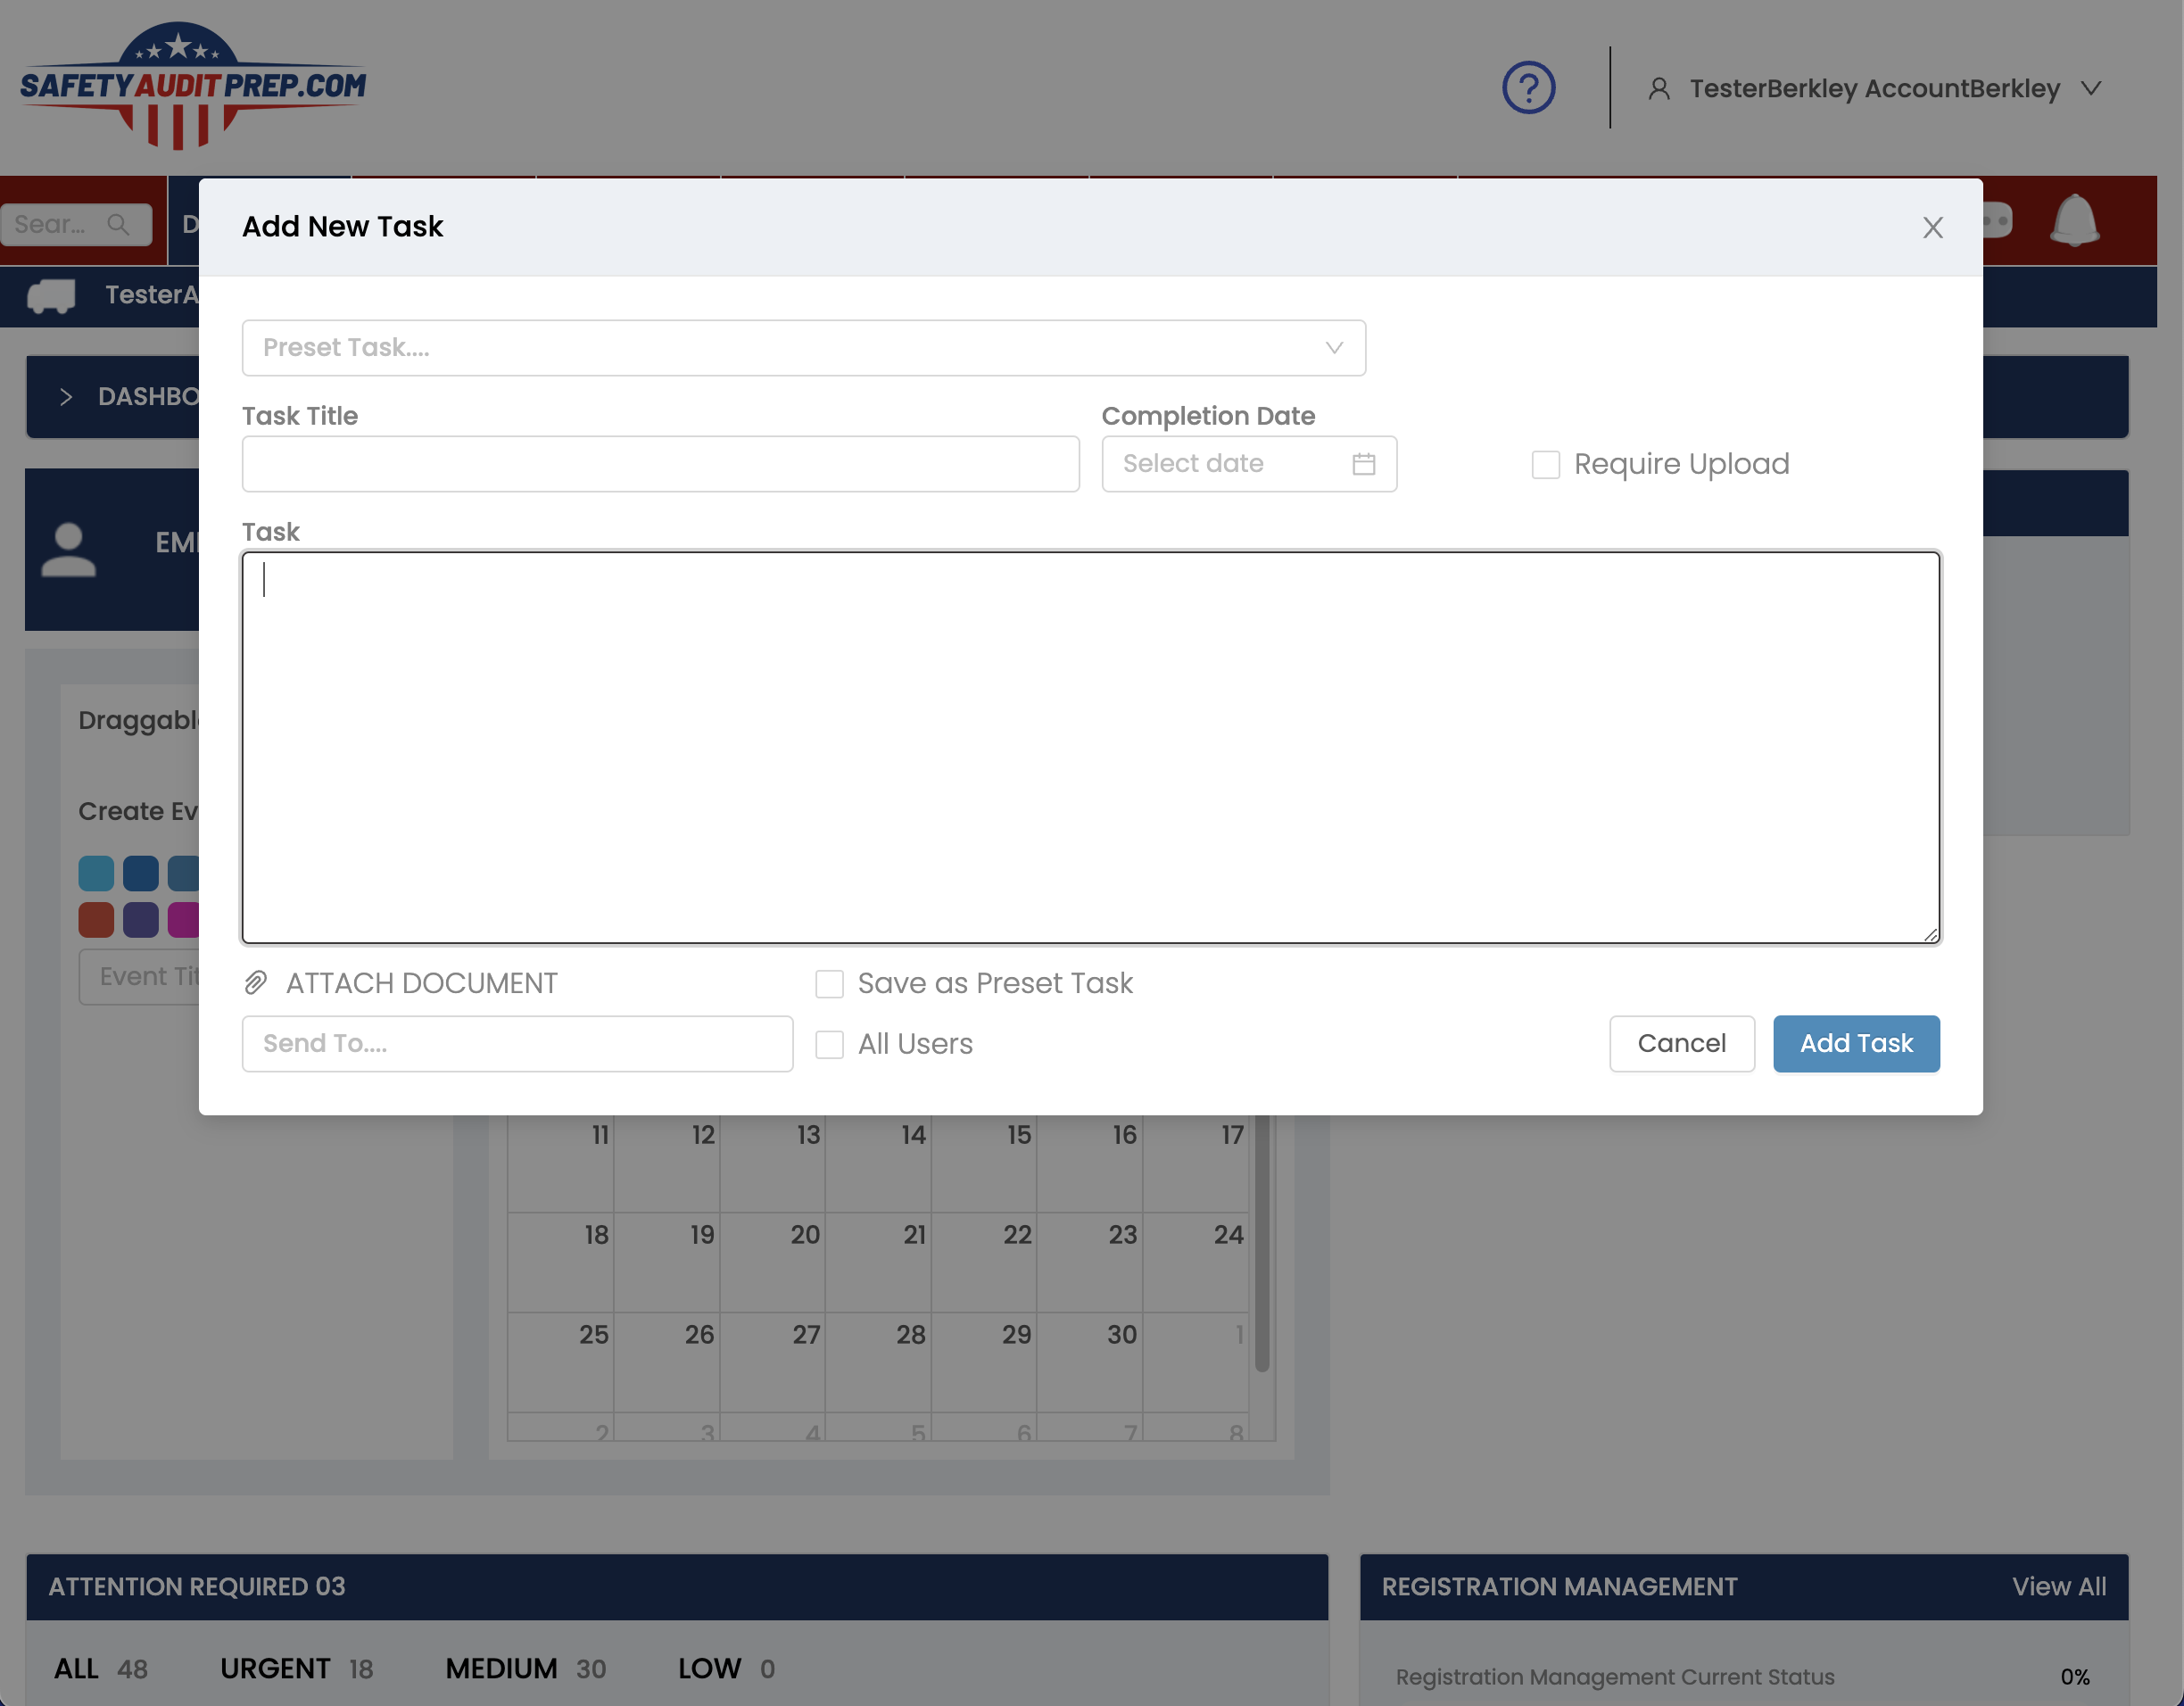 SAFETYAUDITPREP.COM
TesterBerkley AccountBerkley
Sear...
D
Add New Task
TesterA
Preset Task....
DASHBO
Task Title
Completion Date
Select date
Require Upload
Task
EM
Draggabl
Create Ev
Event Tit
ATTACH DOCUMENT
Save as Preset Task
Send To....
All Users
Cancel
Add Task
11 12 13 14 15 16 17
18 19 20 21 22 23 24
25 26 27 28 29 30 1
2 3 4 5 6 7 8
ATTENTION REQUIRED 03
REGISTRATION MANAGEMENT
View All
ALL 48 URGENT 18 MEDIUM 30 LOW 0
Registration Management Current Status
0%